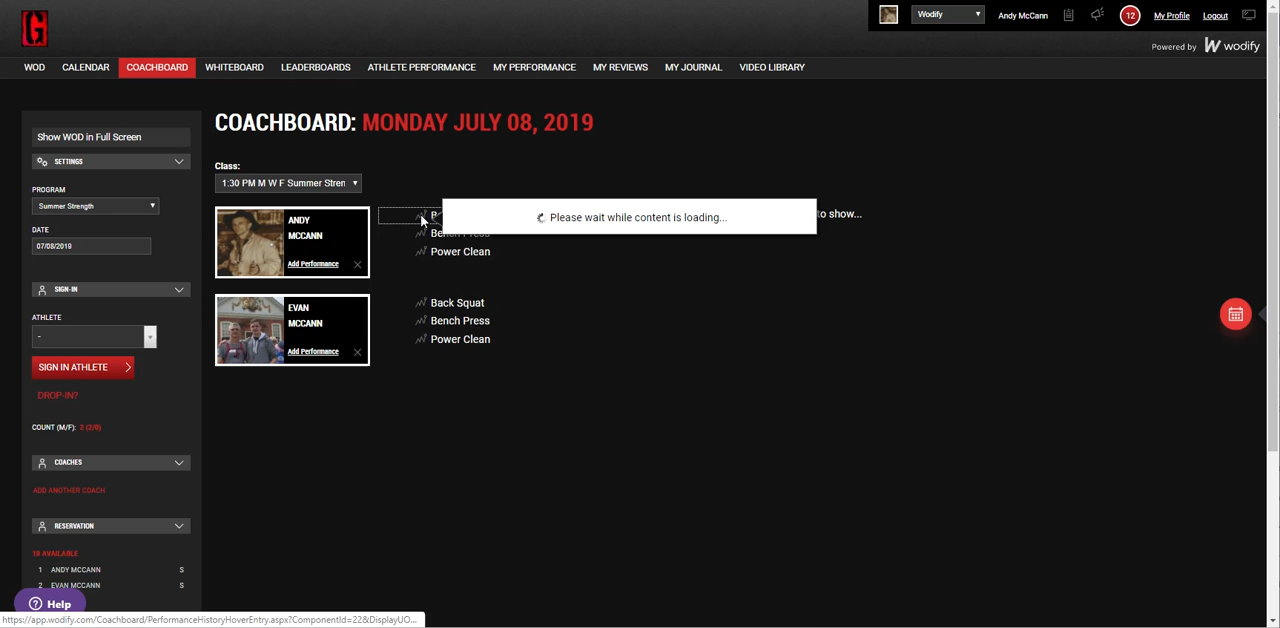 Wodify
Andy McCann
12
My Profile
Logout
Powered by wodify
WOD CALENDAR COACHBOARD WHITEBOARD LEADERBOARDS ATHLETE PERFORMANCE MY PERFORMANCE MY REVIEWS MY JOURNAL VIDEO LIBRARY
Show WOD in Full Screen
SETTINGS
PROGRAM
Summer Strength
DATE
07/08/2019
SIGN-IN
ATHLETE
-
SIGN IN ATHLETE
DROP-IN?
COUNT (M/F): 2 (2/0)
COACHES
ADD ANOTHER COACH
RESERVATION
18 AVAILABLE
1 ANDY MCCANN S
2 EVAN MCCANN S
Help
COACHBOARD: MONDAY JULY 08, 2019
Class:
1:30 PM M W F Summer Stren
ANDY
MCCANN
Add Performance
Please wait while content is loading...
to show...
Bench Press
Power Clean
EVAN
MCCANN
Add Performance
Back Squat
Bench Press
Power Clean
https://app.wodify.com/Coachboard/PerformanceHistoryHoverEntry.aspx?ComponentId=22&DisplayUO...